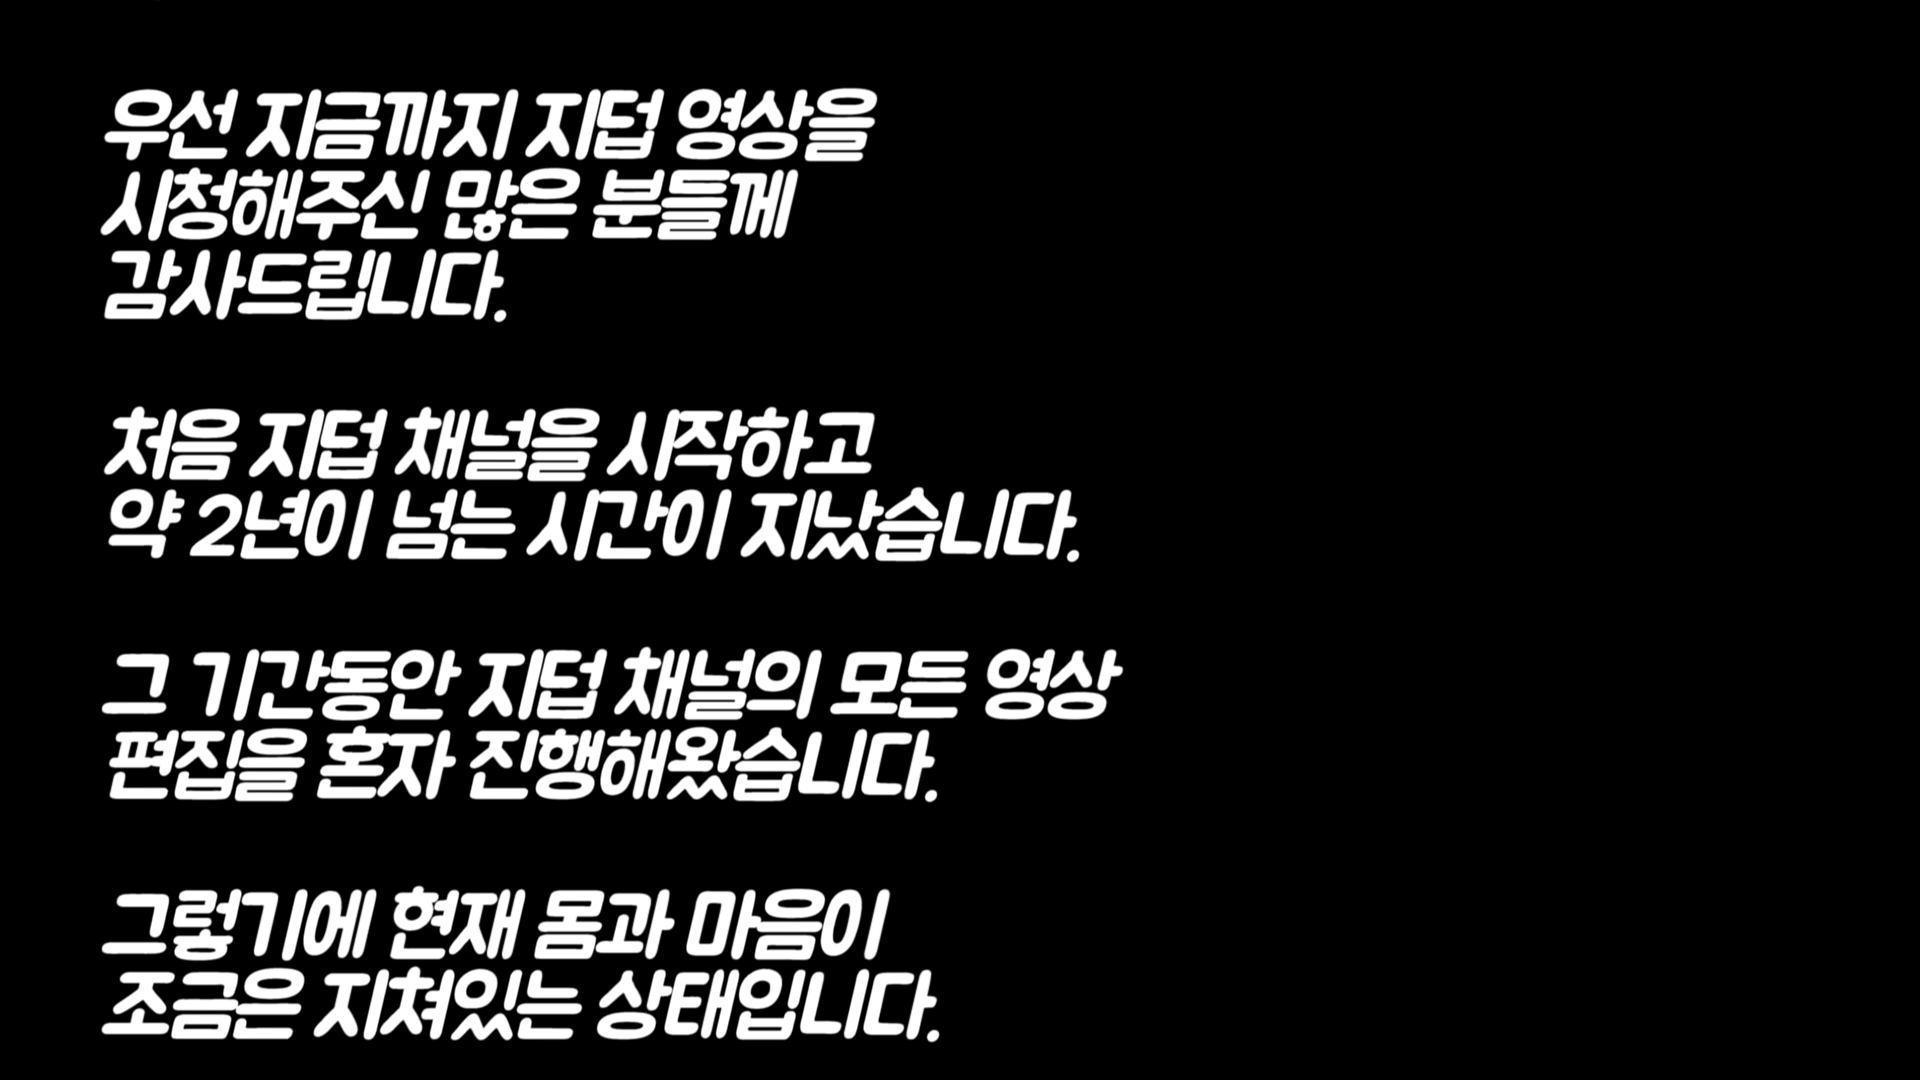 우선 지금까지 지덥 영상을
시청해주신 많은 분들께
감사드립니다.
처음 지덥 채널을 시작하고
약 2년이 넘는 시간이 지났습니다.
그 기간동안 지덥 채널의 모든 영상
편집을 혼자 진행해왔습니다.
그렇기에 현재 몸과 마음이
조금은 지쳐있는 상태입니다.